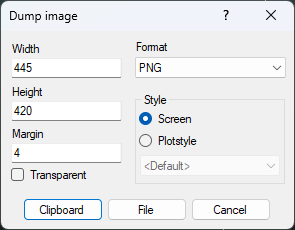 Dump image
?
Width
445
Format
PNG
Height
420
Style
Screen
Plotstyle
<Default>
Margin
4
Transparent
Clipboard
File
Cancel